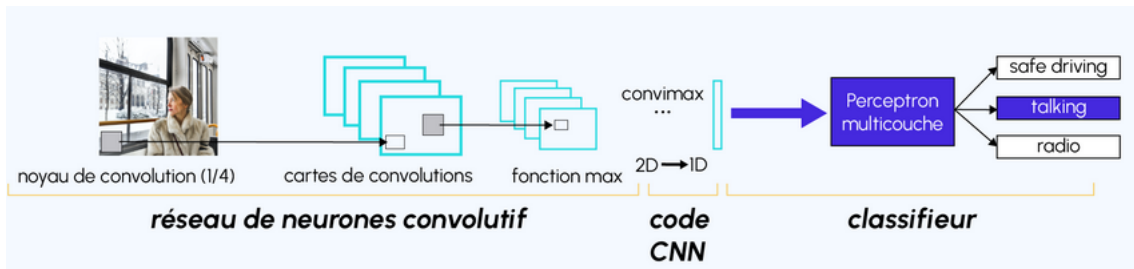 noyau de convolution (1/4)
cartes de convolutions
fonction max
convimax
...
2D 1D
Perceptron
multicouche
safe driving
talking
radio
réseau de neurones convolutif
code
CNN
classifieur